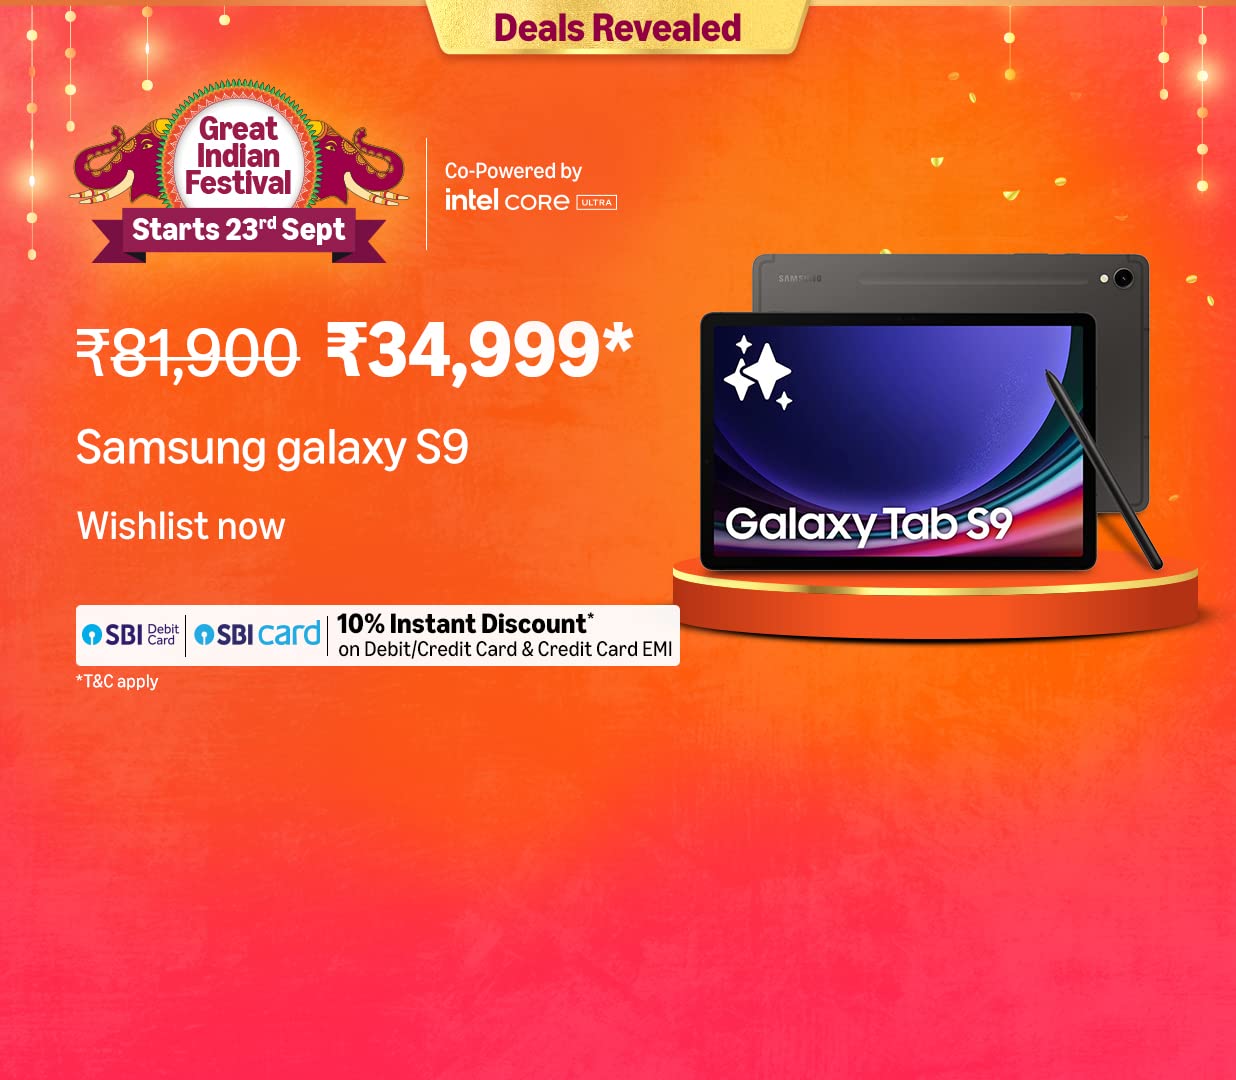 Deals Revealed
Great
Indian
Festival
Starts 23rd Sept
Co-Powered by
intel CORE ULTRA
₹81,900 ₹34,999*
Samsung galaxy S9
Wishlist now
SAMSUNG
Galaxy Tab S9
SBI Debit Card
SBI card
10% Instant Discount*
on Debit/Credit Card & Credit Card EMI
*T&C apply